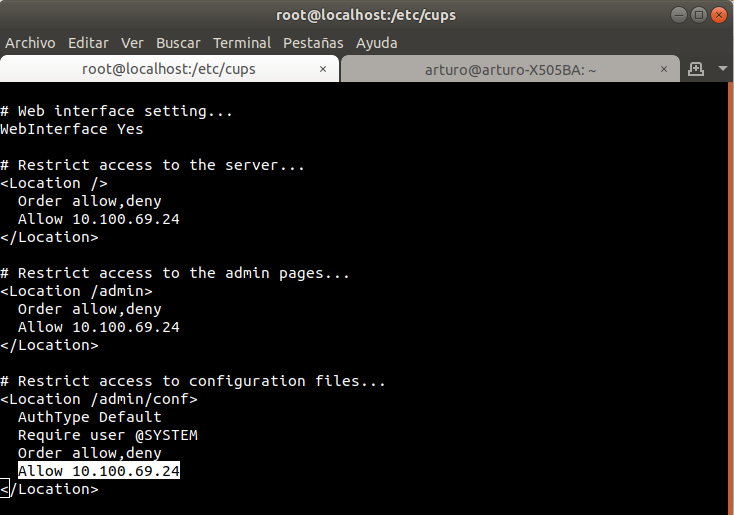 root@localhost:/etc/cups
Archivo Editar Ver Buscar Terminal Pestañas Ayuda
root@localhost:/etc/cups × arturo@arturo-X505BA: ~ ×
# Web interface setting...
WebInterface Yes
# Restrict access to the server...
<Location />
  Order allow,deny
  Allow 10.100.69.24
</Location>
# Restrict access to the admin pages...
<Location /admin>
  Order allow,deny
  Allow 10.100.69.24
</Location>
# Restrict access to configuration files...
<Location /admin/conf>
  AuthType Default
  Require user @SYSTEM
  Order allow,deny
  Allow 10.100.69.24
</Location>